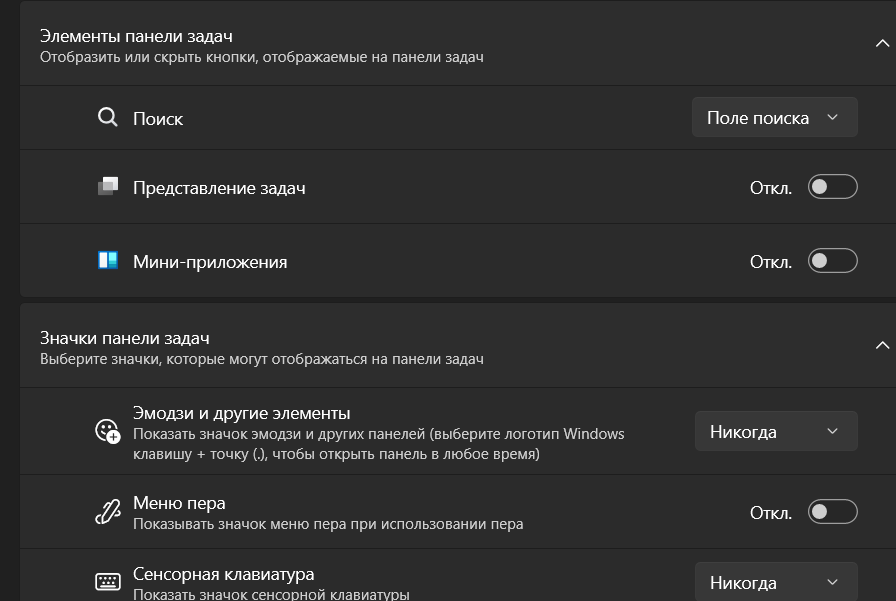 Элементы панели задач
Отобразить или скрыть кнопки, отображаемые на панели задач
Поиск
Поле поиска
Представление задач
Откл.
Мини-приложения
Откл.
Значки панели задач
Выберите значки, которые могут отображаться на панели задач
Эмодзи и другие элементы
Показать значок эмодзи и других панелей (выберите логотип Windows
клавишу + точку (.), чтобы открыть панель в любое время)
Никогда
Меню пера
Показывать значок меню пера при использовании пера
Откл.
Сенсорная клавиатура
Показать значок сенсорной клавиатуры
Никогда